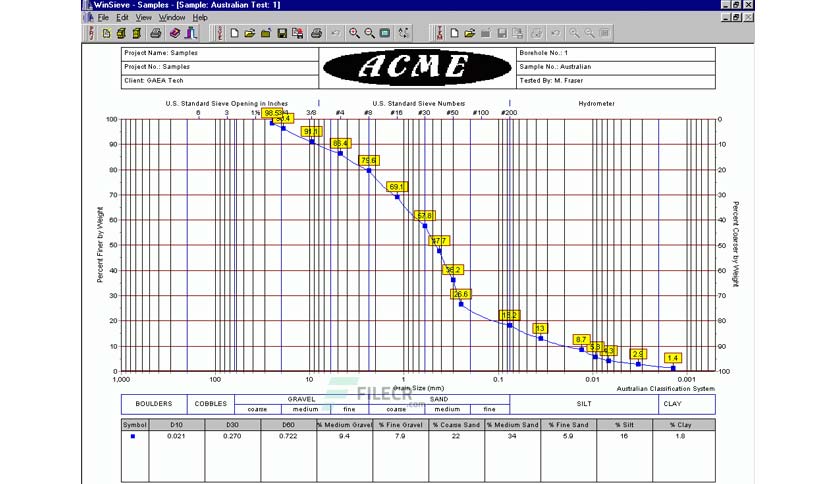 WinSieve - Samples - [Sample: Australian Test: 1]
File Edit View Window Help
Project Name: Samples
Project No.: Samples
Client: GAEA Tech
ACME
Borehole No.: 1
Sample No.: Australian
Tested By: M. Fraser
U.S. Standard Sieve Opening in Inches
U.S. Standard Sieve Numbers
Hydrometer
6 3 1½ 3/8 #4 #8 #16 #30 #50 #100 #200
100 90 80 70 60 50 40 30 20 10 0
Percent Finer by Weight
98.5
91.1
86.4
79.6
69.1
57.8
47.7
36.2
26.6
18.2
13
8.7
5.8
4.3
2.9
1.4
0 10 20 30 40 50 60 70 80 90 100
Percent Coarser by Weight
1,000 100 10 1 0.1 0.01 0.001
Grain Size (mm)
Australian Classification System
FILECR
.com
BOULDERS COBBLES GRAVEL SAND SILT CLAY
coarse medium fine coarse medium fine
Symbol D10 D30 D60 % Medium Gravel % Fine Gravel % Coarse Sand % Medium Sand % Fine Sand % Silt % Clay
0.021 0.270 0.722 9.4 7.9 22 34 5.9 16 1.8